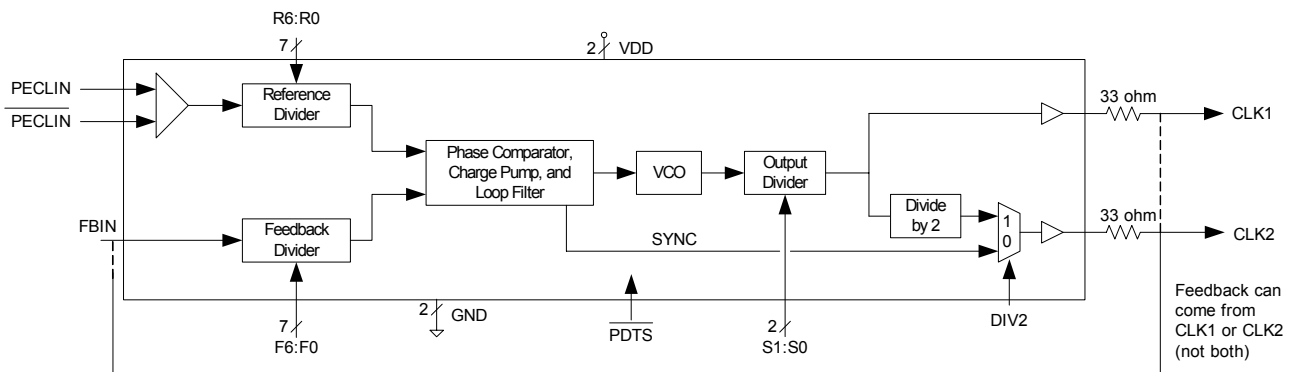 R6:R0
7
2
VDD
PECLIN
PECLIN
Reference
Divider
33 ohm
CLK1
Phase Comparator,
Charge Pump, and
Loop Filter
VCO
Output
Divider
Divide
by 2
1
0
33 ohm
CLK2
FBIN
Feedback
Divider
SYNC
2
GND
7
F6:F0
PDTS
2
S1:S0
DIV2
Feedback can
come from
CLK1 or CLK2
(not both)